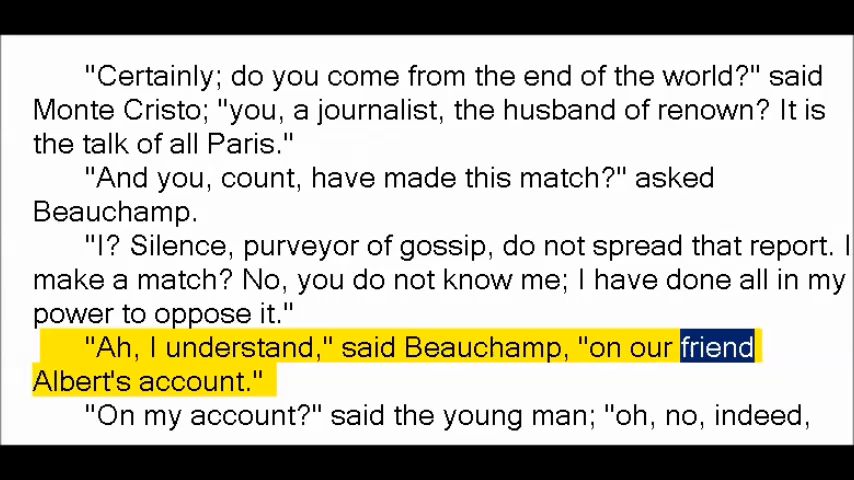 "Certainly; do you come from the end of the world?" said
Monte Cristo; "you, a journalist, the husband of renown? It is
the talk of all Paris."
"And you, count, have made this match?" asked
Beauchamp.
"I? Silence, purveyor of gossip, do not spread that report. I
make a match? No, you do not know me; I have done all in my
power to oppose it."
"Ah, I understand," said Beauchamp, "on our friend
Albert's account."
"On my account?" said the young man; "oh, no, indeed,